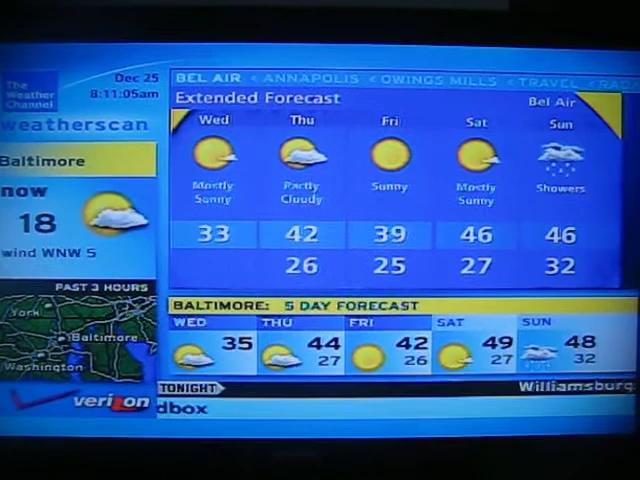 The
Weather
Channel
Dec 25
8:11:05am
weatherscan
BEL AIR < ANNAPOLIS < OWINGS MILLS < TRAVEL < RAD
Extended Forecast
Bel Air
Wed Thu Fri Sat Sun
Mostly Sunny
Partly Cloudy
Sunny
Mostly Sunny
Showers
33 42 39 46 46
26 25 27 32
Baltimore
now
18
wind WNW 5
PAST 3 HOURS
York
Baltimore
Washington
verizon
BALTIMORE: 5 DAY FORECAST
WED THU FRI SAT SUN
35 44 42 49 48
27 26 27 32
TONIGHT
Williamsburg
dbox